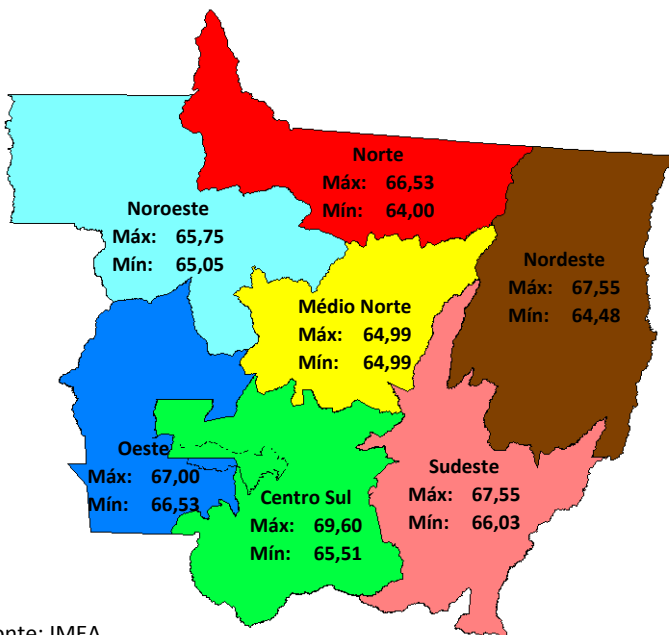 Norte
Máx: 66,53
Mín: 64,00
Noroeste
Máx: 65,75
Mín: 65,05
Nordeste
Máx: 67,55
Mín: 64,48
Médio Norte
Máx: 64,99
Mín: 64,99
Oeste
Máx: 67,00
Mín: 66,53
Centro Sul
Máx: 69,60
Mín: 65,51
Sudeste
Máx: 67,55
Mín: 66,03
onte: IMEA